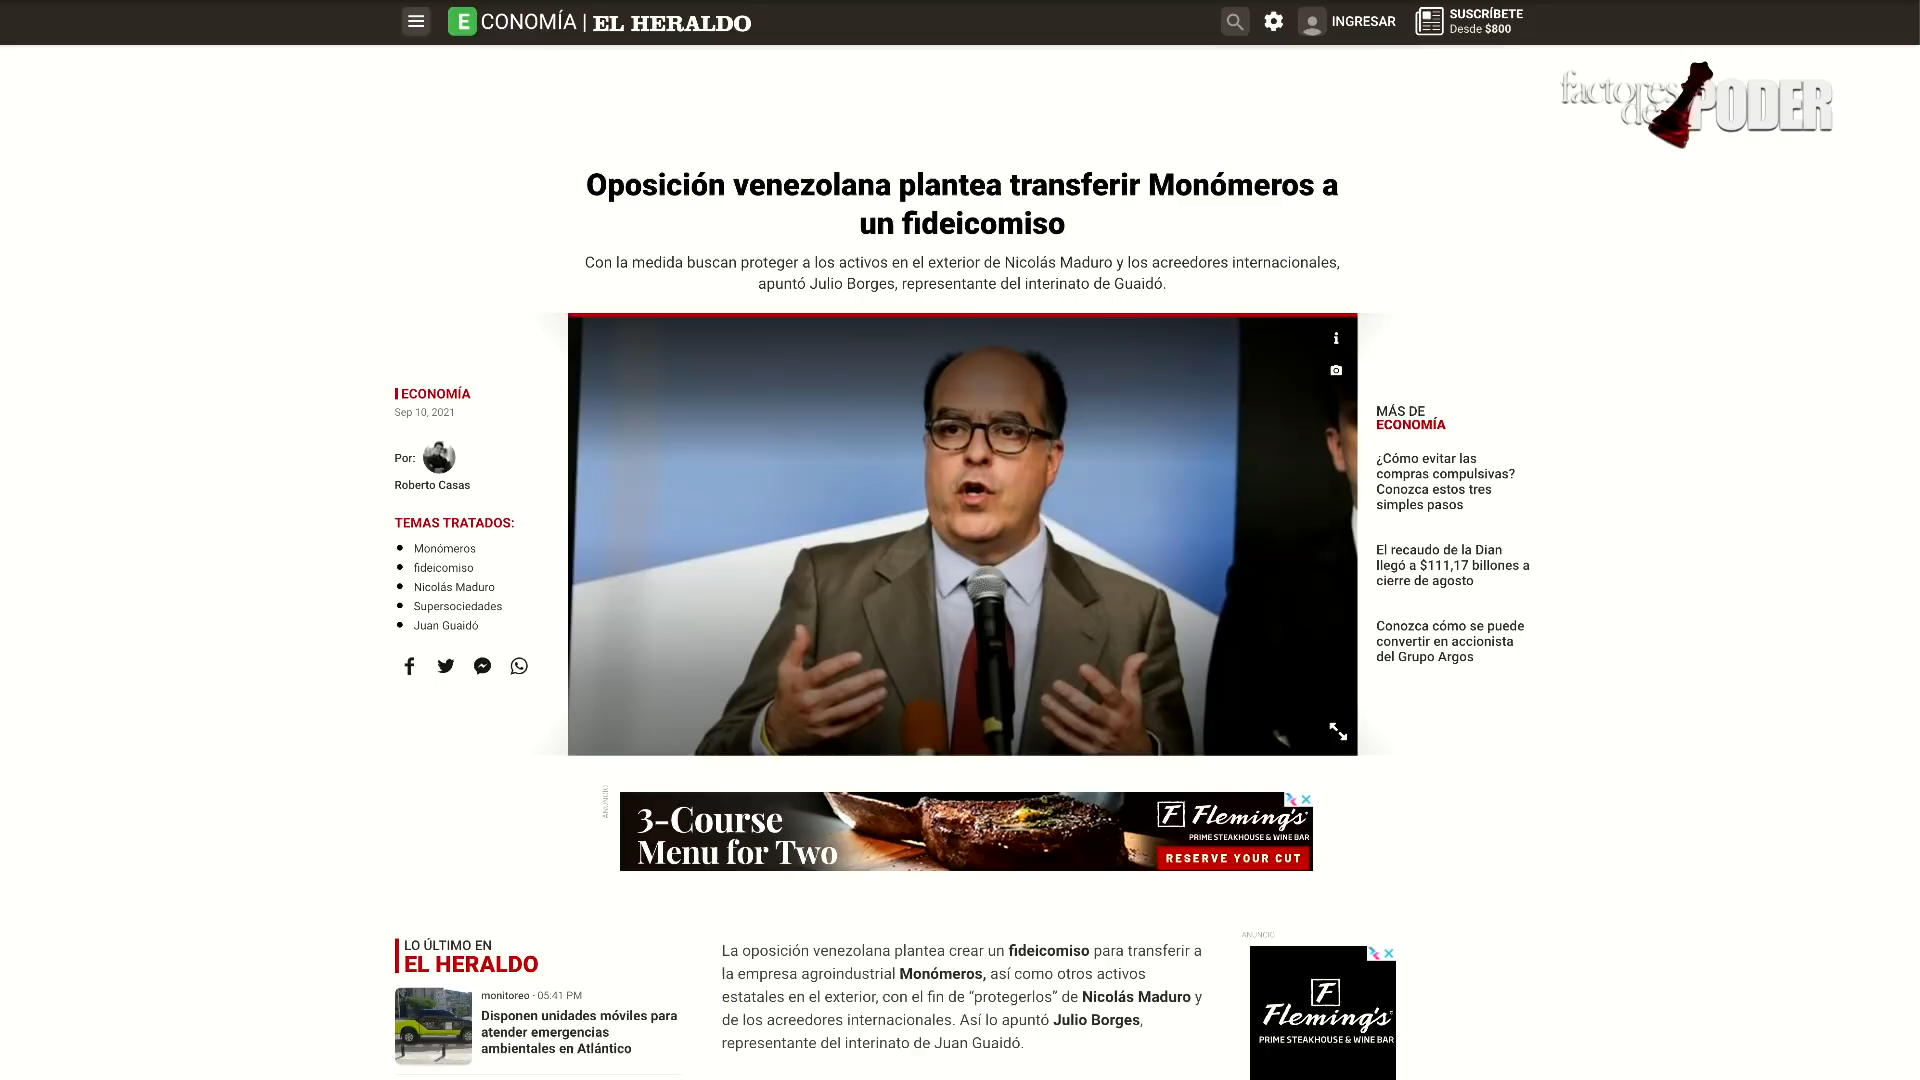 ECONOMÍA | EL HERALDO
INGRESAR
SUSCRÍBETE
Desde $800
factores de PODER
Oposición venezolana plantea transferir Monómeros a
un fideicomiso
Con la medida buscan proteger a los activos en el exterior de Nicolás Maduro y los acreedores internacionales,
apuntó Julio Borges, representante del interinato de Guaidó.
ECONOMÍA
Sep 10, 2021
Por:
Roberto Casas
TEMAS TRATADOS:
Monómeros
fideicomiso
Nicolás Maduro
Supersociedades
Juan Guaidó
MÁS DE
ECONOMÍA
¿Cómo evitar las
compras compulsivas?
Conozca estos tres
simples pasos
El recaudo de la Dian
llegó a $111,17 billones a
cierre de agosto
Conozca cómo se puede
convertir en accionista
del Grupo Argos
ANUNCIO
3-Course
Menu for Two
F Fleming's
PRIME STEAKHOUSE & WINE BAR
RESERVE YOUR CUT
LO ÚLTIMO EN
EL HERALDO
monitoreo - 05:41 PM
Disponen unidades móviles para
atender emergencias
ambientales en Atlántico
La oposición venezolana plantea crear un fideicomiso para transferir a
la empresa agroindustrial Monómeros, así como otros activos
estatales en el exterior, con el fin de “protegerlos” de Nicolás Maduro y
de los acreedores internacionales. Así lo apuntó Julio Borges,
representante del interinato de Juan Guaidó.
ANUNCIO
F
Fleming's
PRIME STEAKHOUSE & WINE BAR